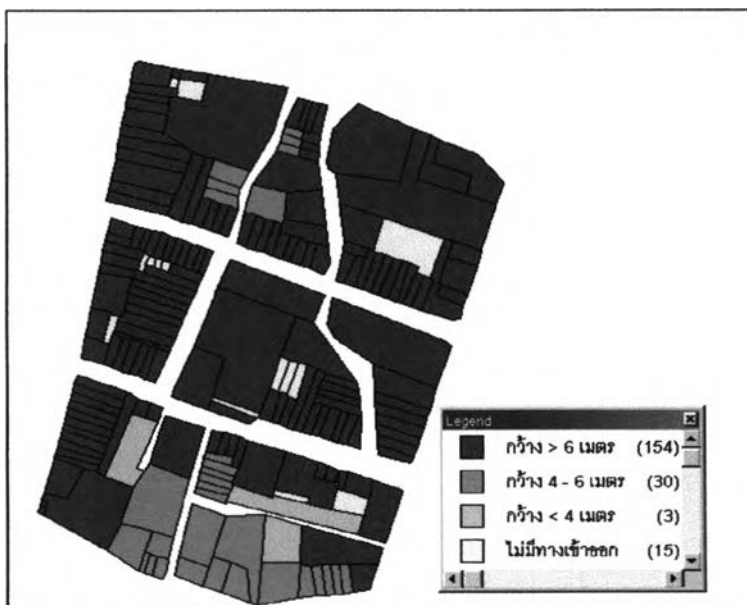 Legend
กว้าง > 6 เมตร (154)
กว้าง 4 - 6 เมตร (30)
กว้าง < 4 เมตร (3)
ไม่มีทางเข้าออก (15)